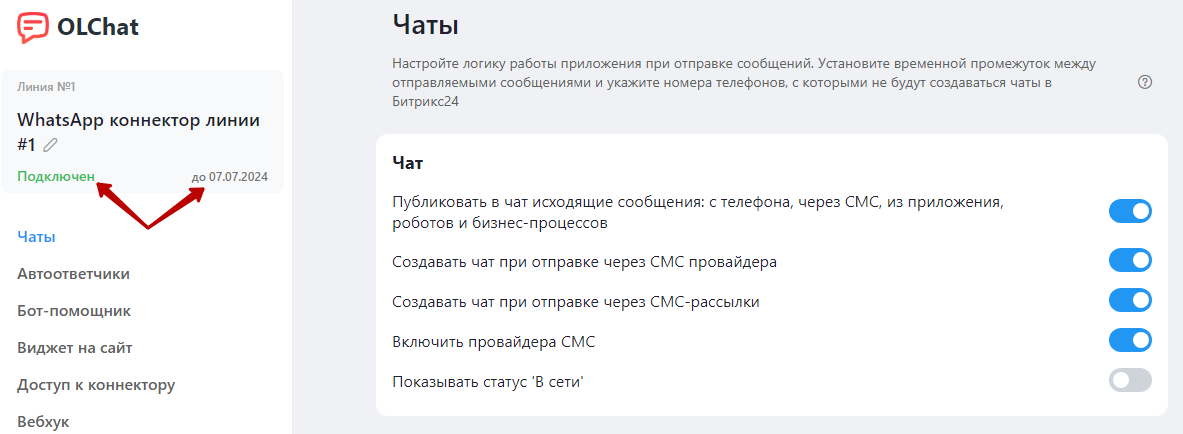 OLChat
Линия №1
WhatsApp коннектор линии
#1
Подключен
до 07.07.2024
Чаты
Автоответчики
Бот-помощник
Виджет на сайт
Доступ к коннектору
Вебхук
Чаты
Настройте логику работы приложения при отправке сообщений. Установите временной промежуток между
отправляемыми сообщениями и укажите номера телефонов, с которыми не будут создаваться чаты в
Битрикс24
?
Чат
Публиковать в чат исходящие сообщения: с телефона, через СМС, из приложения,
роботов и бизнес-процессов
Создавать чат при отправке через СМС провайдера
Создавать чат при отправке через СМС-рассылки
Включить провайдера СМС
Показывать статус 'В сети'